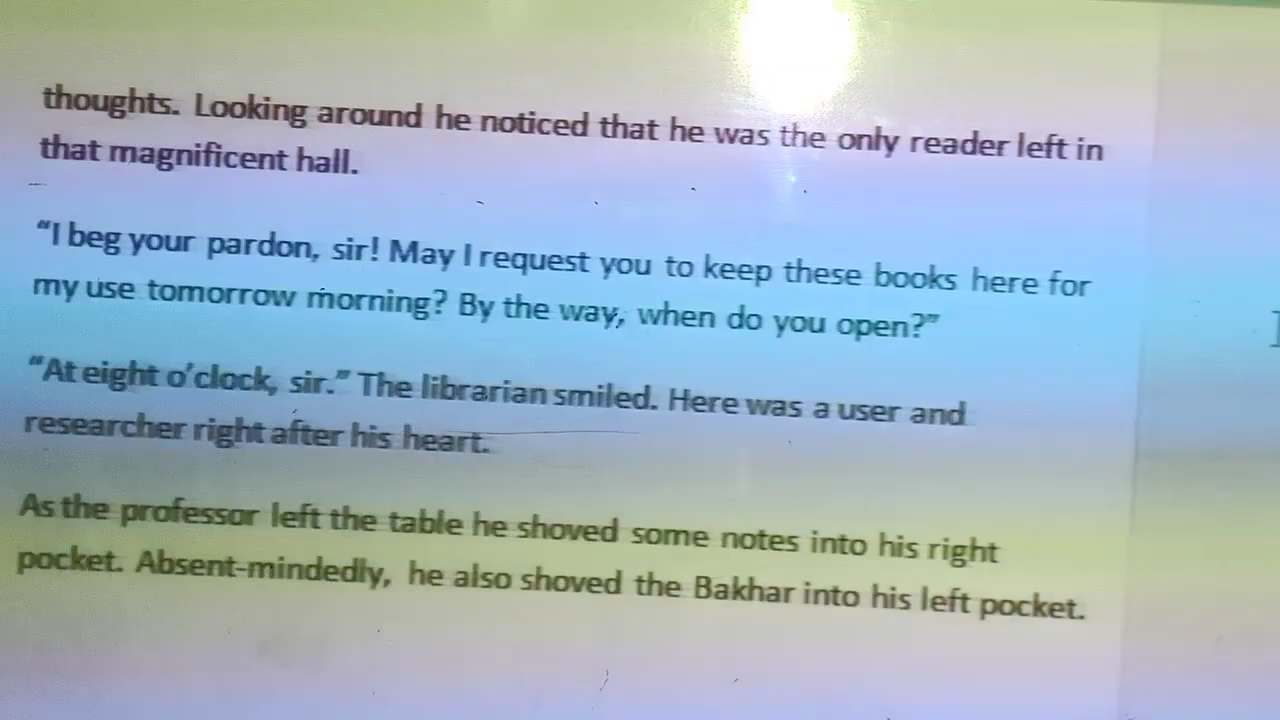 thoughts. Looking around he noticed that he was the only reader left in
that magnificent hall.
“I beg your pardon, sir! May I request you to keep these books here for
my use tomorrow morning? By the way, when do you open?”
“At eight o’clock, sir.” The librarian smiled. Here was a user and
researcher right after his heart.
As the professor left the table he shoved some notes into his right
pocket. Absent-mindedly, he also shoved the Bakhar into his left pocket.